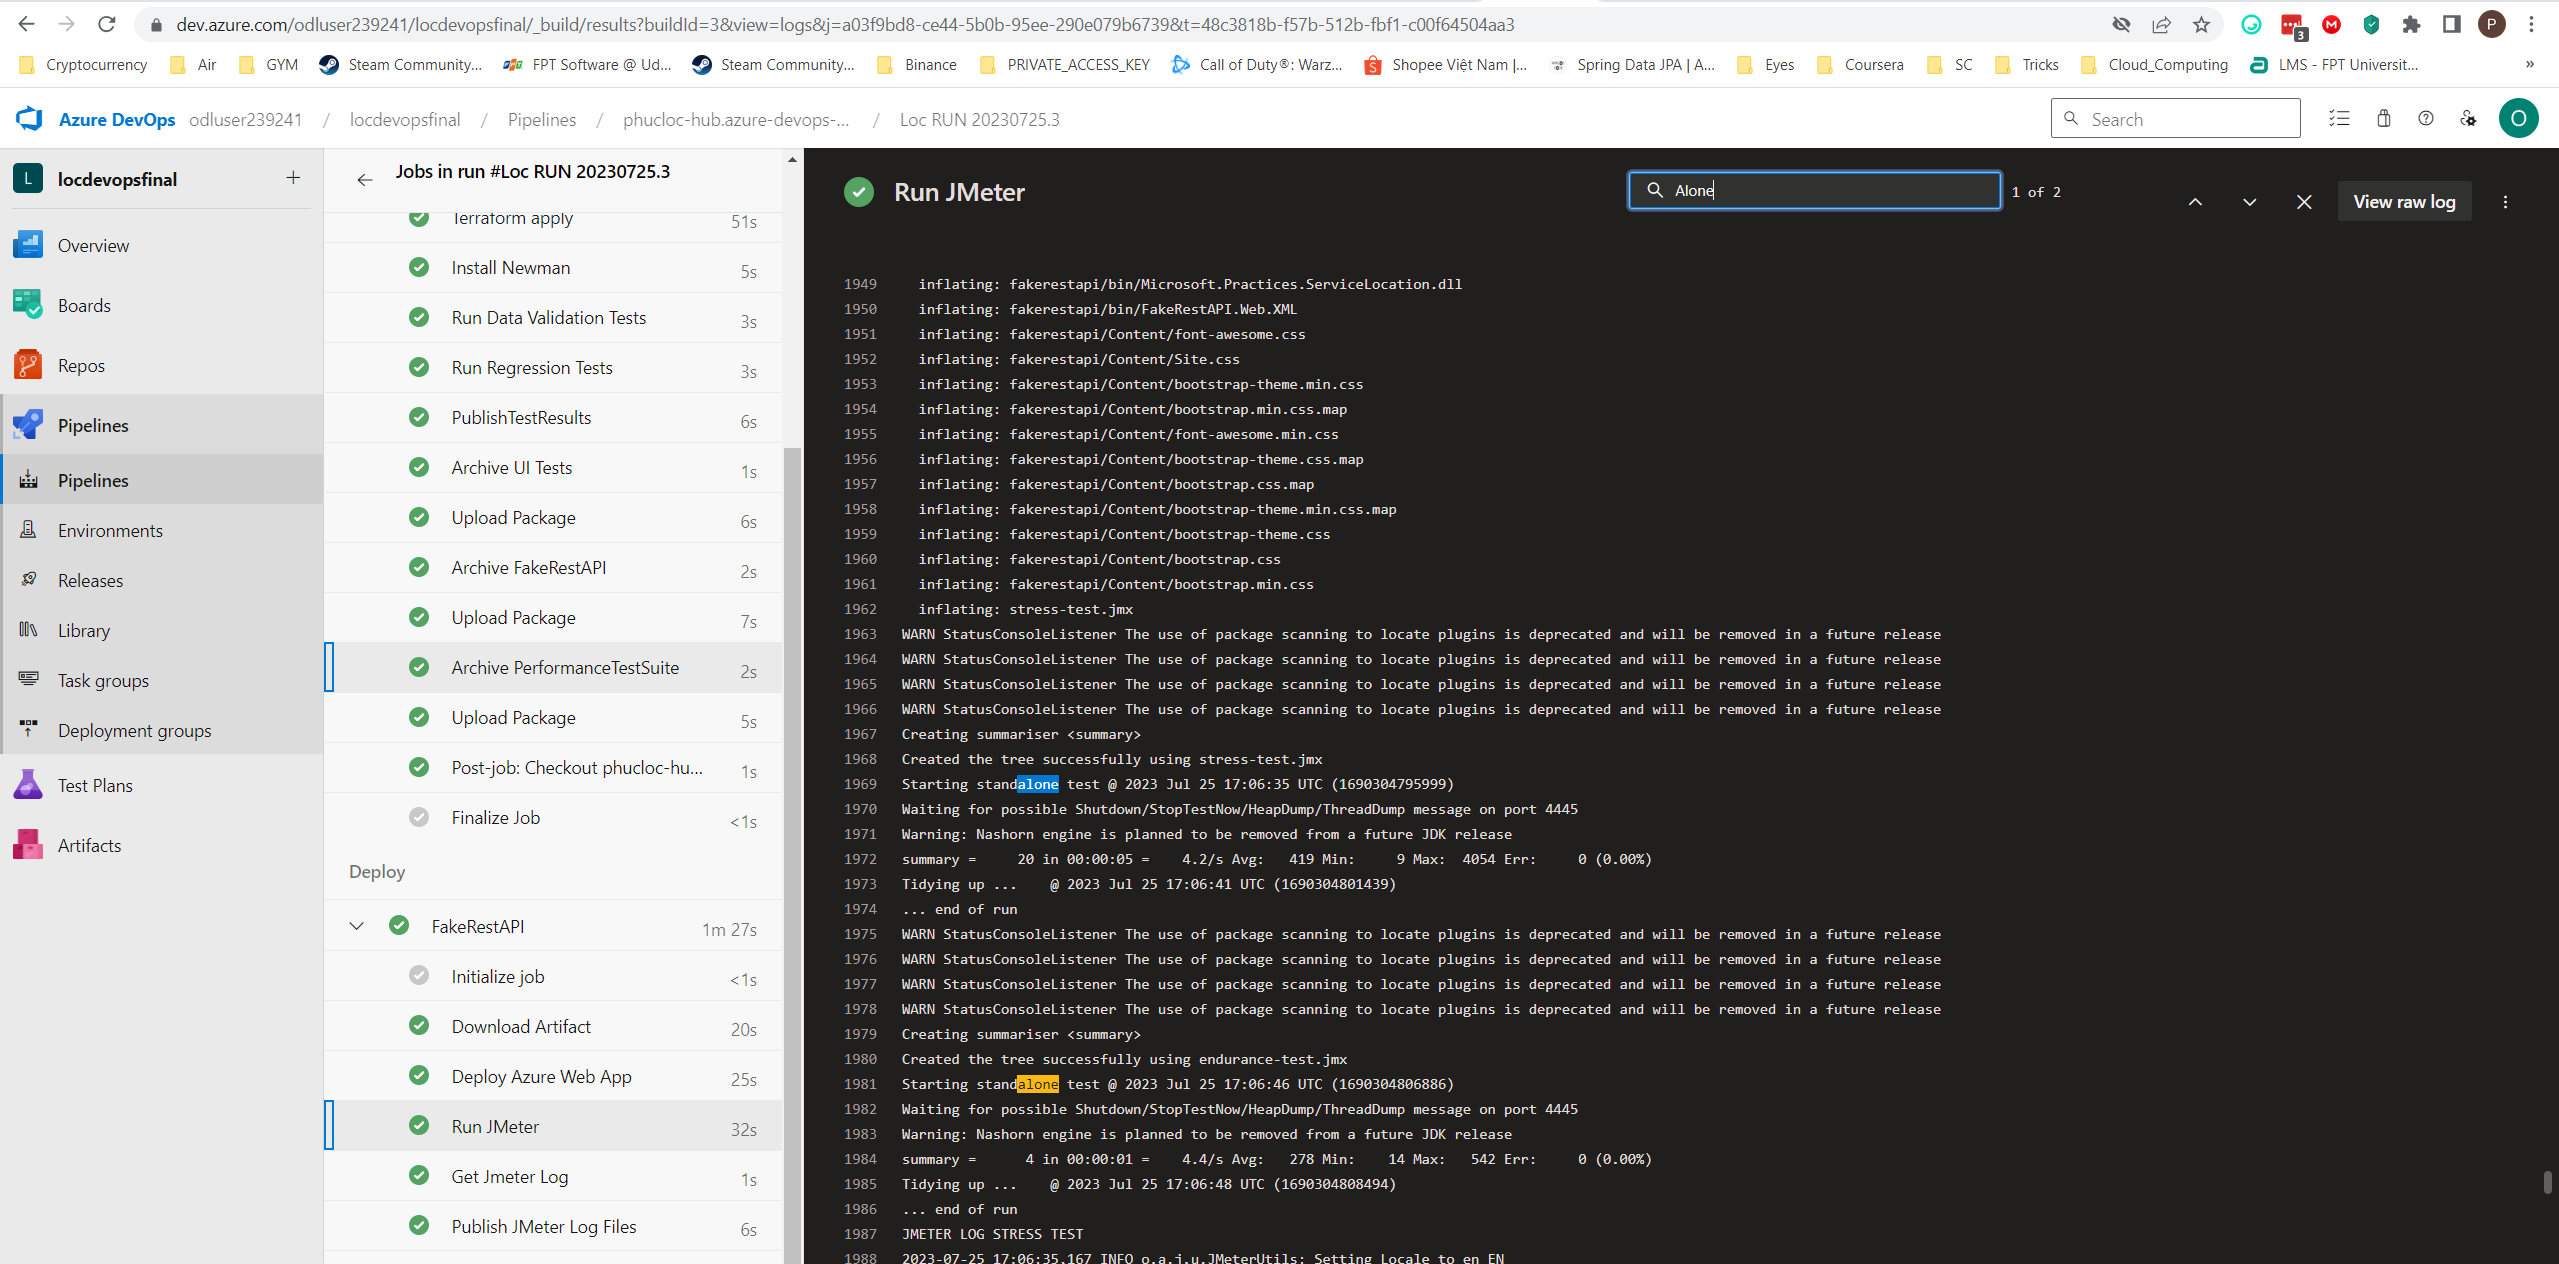 dev.azure.com/odluser239241/locdevopsfinal/_build/results?buildId=3&view=logs&j=a03f9bd8-ce44-5b0b-95ee-290e079b6739&t=48c3818b-f57b-512b-fbf1-c00f64504aa3
3
P
Cryptocurrency Air GYM Steam Community... FPT Software @ Ud... Steam Community... Binance PRIVATE_ACCESS_KEY Call of Duty®: Warz... Shopee Việt Nam |... Spring Data JPA | A... Eyes Coursera SC Tricks Cloud_Computing LMS - FPT Universit... »
Azure DevOps odluser239241 / locdevopsfinal / Pipelines / phucloc-hub.azure-devops-... / Loc RUN 20230725.3
Search
O
L locdevopsfinal +
Overview
Boards
Repos
Pipelines
Pipelines
Environments
Releases
Library
Task groups
Deployment groups
Test Plans
Artifacts
Jobs in run #Loc RUN 20230725.3
Terraform apply 51s
Install Newman 5s
Run Data Validation Tests 3s
Run Regression Tests 3s
PublishTestResults 6s
Archive UI Tests 1s
Upload Package 6s
Archive FakeRestAPI 2s
Upload Package 7s
Archive PerformanceTestSuite 2s
Upload Package 5s
Post-job: Checkout phucloc-hu... 1s
Finalize Job <1s
Deploy
FakeRestAPI 1m 27s
Initialize job <1s
Download Artifact 20s
Deploy Azure Web App 25s
Run JMeter 32s
Get Jmeter Log 1s
Publish JMeter Log Files 6s
Run JMeter
Alone
1 of 2
View raw log
1949 inflating: fakerestapi/bin/Microsoft.Practices.ServiceLocation.dll
1950 inflating: fakerestapi/bin/FakeRestAPI.Web.XML
1951 inflating: fakerestapi/Content/font-awesome.css
1952 inflating: fakerestapi/Content/Site.css
1953 inflating: fakerestapi/Content/bootstrap-theme.min.css
1954 inflating: fakerestapi/Content/bootstrap.min.css.map
1955 inflating: fakerestapi/Content/font-awesome.min.css
1956 inflating: fakerestapi/Content/bootstrap-theme.css.map
1957 inflating: fakerestapi/Content/bootstrap.css.map
1958 inflating: fakerestapi/Content/bootstrap-theme.min.css.map
1959 inflating: fakerestapi/Content/bootstrap-theme.css
1960 inflating: fakerestapi/Content/bootstrap.css
1961 inflating: fakerestapi/Content/bootstrap.min.css
1962 inflating: stress-test.jmx
1963 WARN StatusConsoleListener The use of package scanning to locate plugins is deprecated and will be removed in a future release
1964 WARN StatusConsoleListener The use of package scanning to locate plugins is deprecated and will be removed in a future release
1965 WARN StatusConsoleListener The use of package scanning to locate plugins is deprecated and will be removed in a future release
1966 WARN StatusConsoleListener The use of package scanning to locate plugins is deprecated and will be removed in a future release
1967 Creating summariser <summary>
1968 Created the tree successfully using stress-test.jmx
1969 Starting standalone test @ 2023 Jul 25 17:06:35 UTC (1690304795999)
1970 Waiting for possible Shutdown/StopTestNow/HeapDump/ThreadDump message on port 4445
1971 Warning: Nashorn engine is planned to be removed from a future JDK release
1972 summary = 20 in 00:00:05 = 4.2/s Avg: 419 Min: 9 Max: 4054 Err: 0 (0.00%)
1973 Tidying up ... @ 2023 Jul 25 17:06:41 UTC (1690304801439)
1974 ... end of run
1975 WARN StatusConsoleListener The use of package scanning to locate plugins is deprecated and will be removed in a future release
1976 WARN StatusConsoleListener The use of package scanning to locate plugins is deprecated and will be removed in a future release
1977 WARN StatusConsoleListener The use of package scanning to locate plugins is deprecated and will be removed in a future release
1978 WARN StatusConsoleListener The use of package scanning to locate plugins is deprecated and will be removed in a future release
1979 Creating summariser <summary>
1980 Created the tree successfully using endurance-test.jmx
1981 Starting standalone test @ 2023 Jul 25 17:06:46 UTC (1690304806886)
1982 Waiting for possible Shutdown/StopTestNow/HeapDump/ThreadDump message on port 4445
1983 Warning: Nashorn engine is planned to be removed from a future JDK release
1984 summary = 4 in 00:00:01 = 4.4/s Avg: 278 Min: 14 Max: 542 Err: 0 (0.00%)
1985 Tidying up ... @ 2023 Jul 25 17:06:48 UTC (1690304808494)
1986 ... end of run
1987 JMETER LOG STRESS TEST
1988 2023-07-25 17:06:35,167 INFO o.a.j.u.JMeterUtils: Setting Locale to en_EN